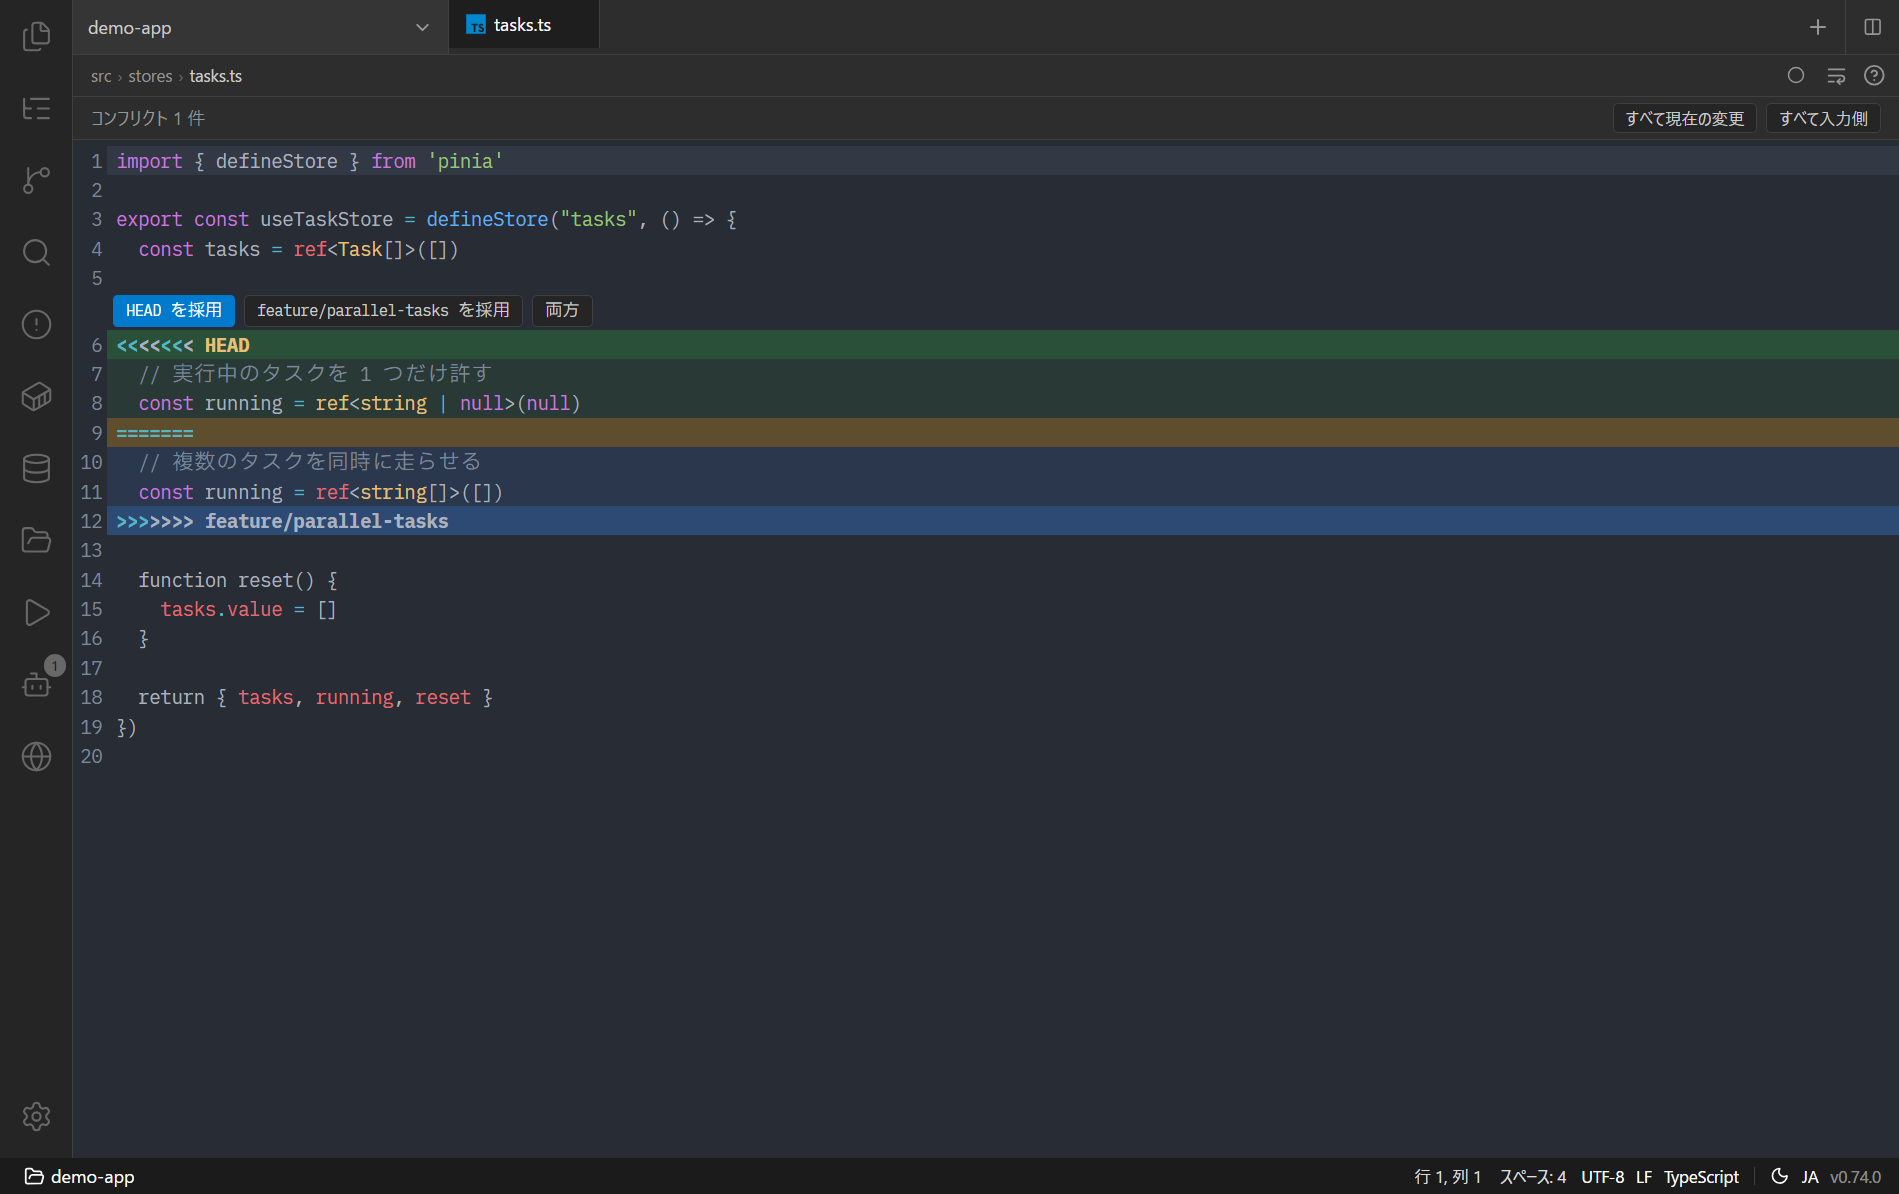 demo-app
TS tasks.ts
src › stores › tasks.ts
コンフリクト 1 件
すべて現在の変更
すべて入力側
1 import { defineStore } from 'pinia'
2
3 export const useTaskStore = defineStore("tasks", () => {
4   const tasks = ref<Task[]>([])
5
HEAD を採用
feature/parallel-tasks を採用
両方
6 <<<<<<< HEAD
7   // 実行中のタスクを 1 つだけ許す
8   const running = ref<string | null>(null)
9 =======
10   // 複数のタスクを同時に走らせる
11   const running = ref<string[]>([])
12 >>>>>>> feature/parallel-tasks
13
14   function reset() {
15     tasks.value = []
16   }
17
18   return { tasks, running, reset }
19 })
20
1
demo-app
行 1, 列 1
スペース: 4
UTF-8
LF
TypeScript
JA
v0.74.0